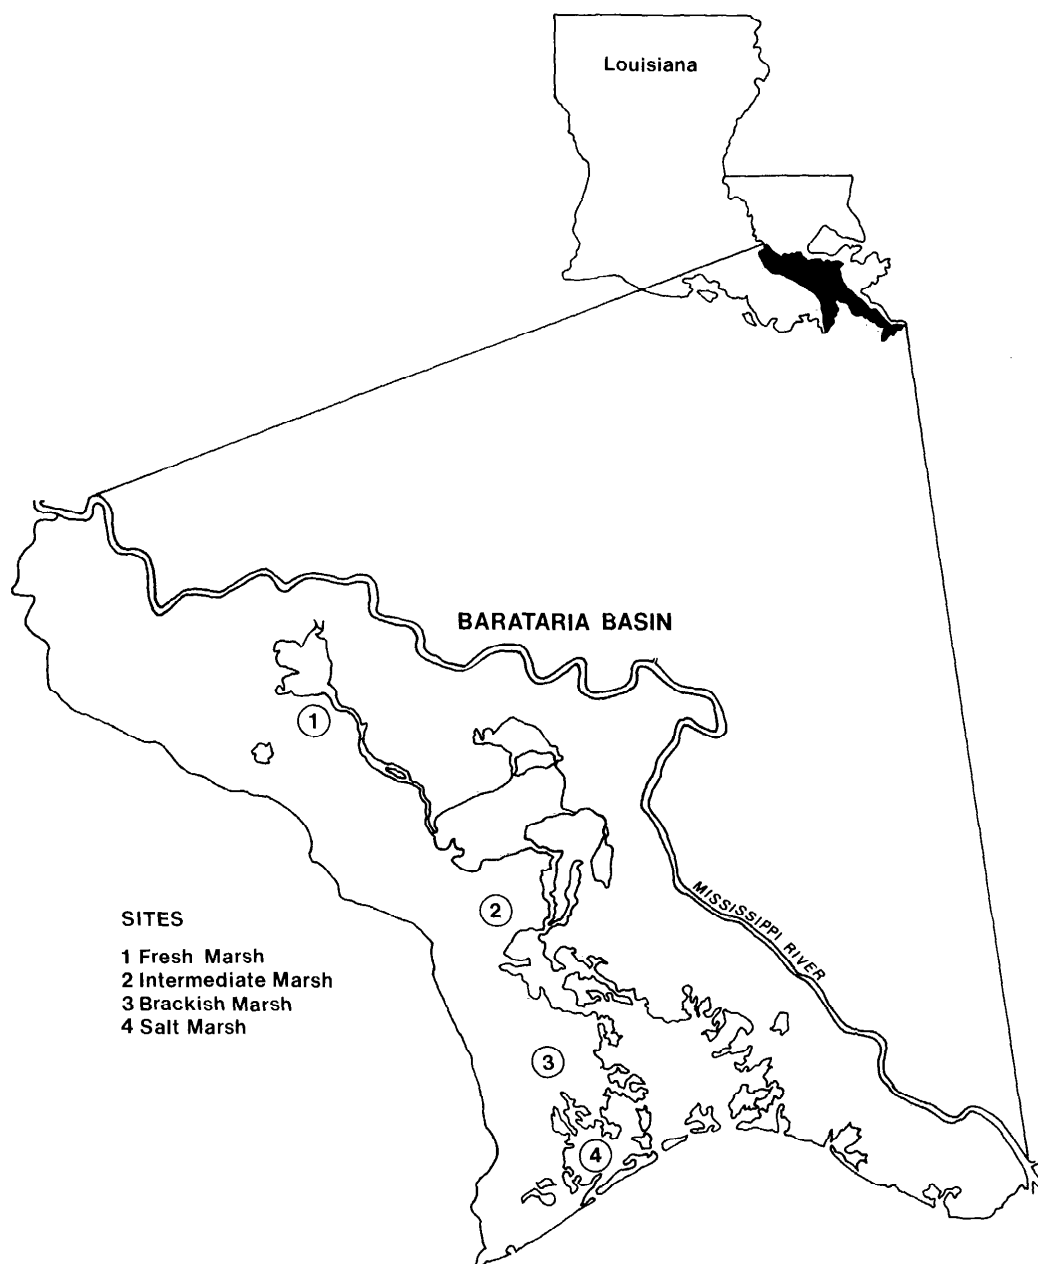 Louisiana
BARATARIA BASIN
1
2
MISSISSIPPI RIVER
SITES
1 Fresh Marsh
2 Intermediate Marsh
3 Brackish Marsh
4 Salt Marsh
3
4